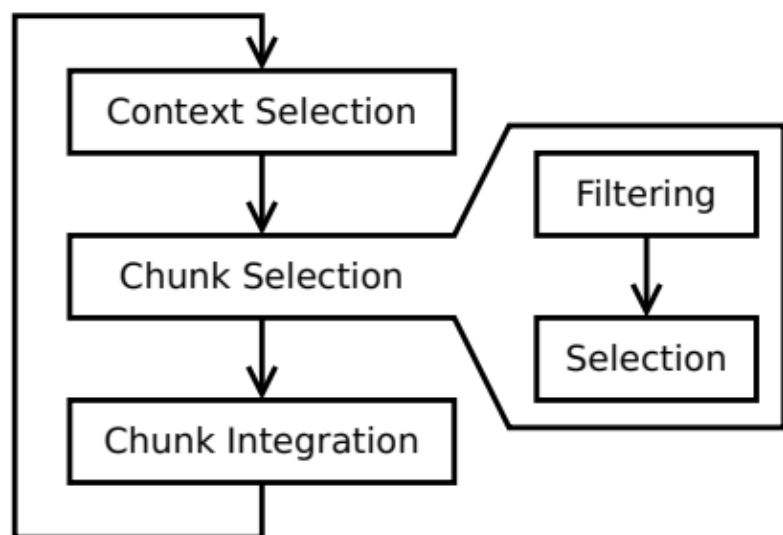 Context Selection
Chunk Selection
Chunk Integration
Filtering
Selection